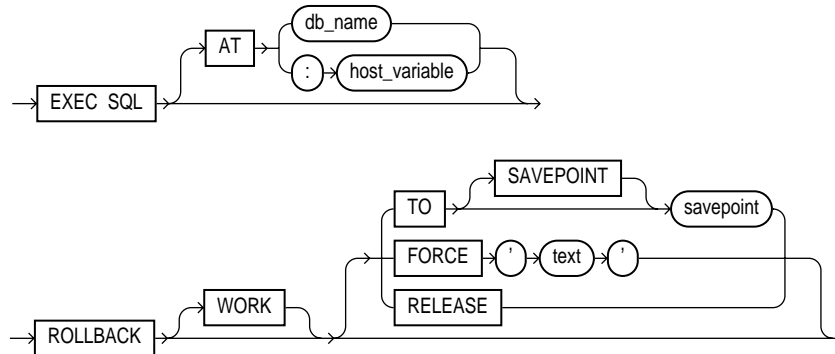 db_name
AT
: host_variable
EXEC SQL
SAVEPOINT
TO savepoint
FORCE ' text '
WORK RELEASE
ROLLBACK